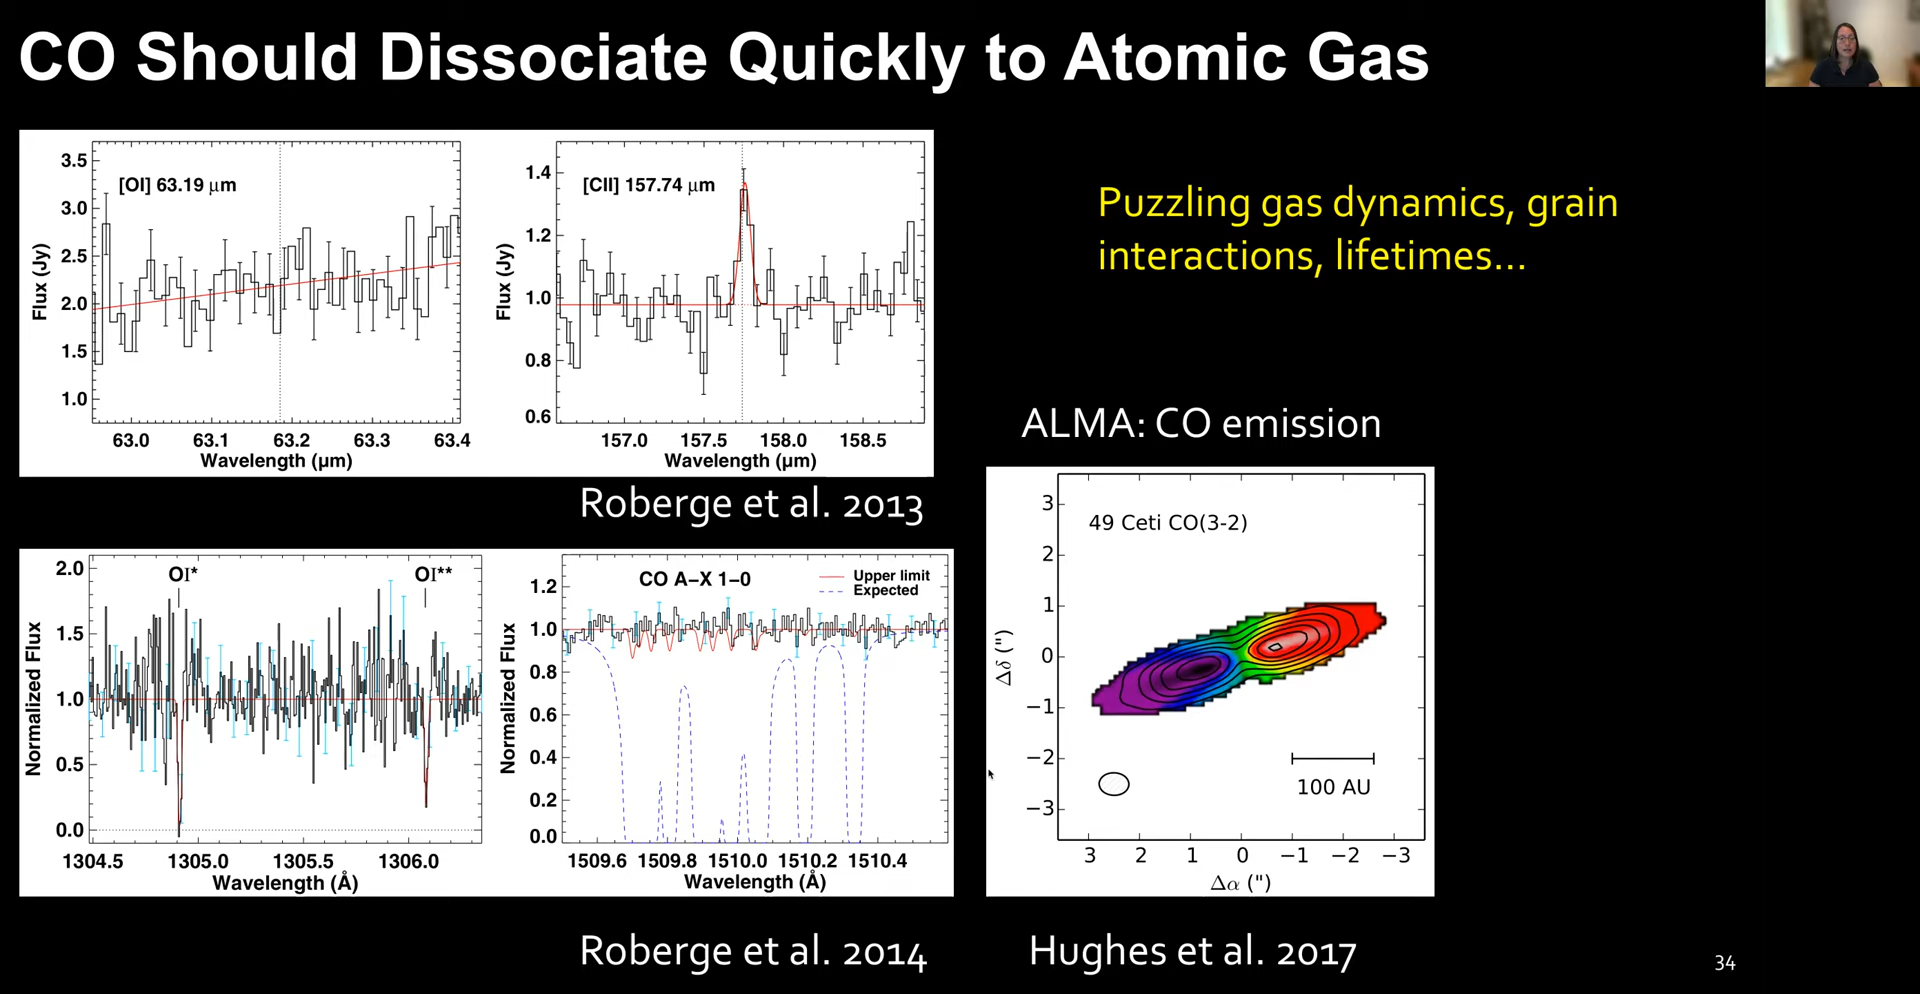 CO Should Dissociate Quickly to Atomic Gas
3.5
3.0
2.5
2.0
1.5
1.0
Flux (Jy)
[OI] 63.19 μm
63.0 63.1 63.2 63.3 63.4
Wavelength (μm)
1.4
1.2
1.0
0.8
0.6
Flux (Jy)
[CII] 157.74 μm
157.0 157.5 158.0 158.5
Wavelength (μm)
Roberge et al. 2013
Puzzling gas dynamics, grain
interactions, lifetimes...
2.0
1.5
1.0
0.5
0.0
Normalized Flux
OI* OI**
1304.5 1305.0 1305.5 1306.0
Wavelength (Å)
1.2
1.0
0.8
0.6
0.4
0.2
0.0
Normalized Flux
CO A–X 1–0
Upper limit
Expected
1509.6 1509.8 1510.0 1510.2 1510.4
Wavelength (Å)
Roberge et al. 2014
ALMA: CO emission
3
2
1
0
−1
−2
−3
Δδ (")
49 Ceti CO(3-2)
100 AU
3 2 1 0 −1 −2 −3
Δα (")
Hughes et al. 2017
34